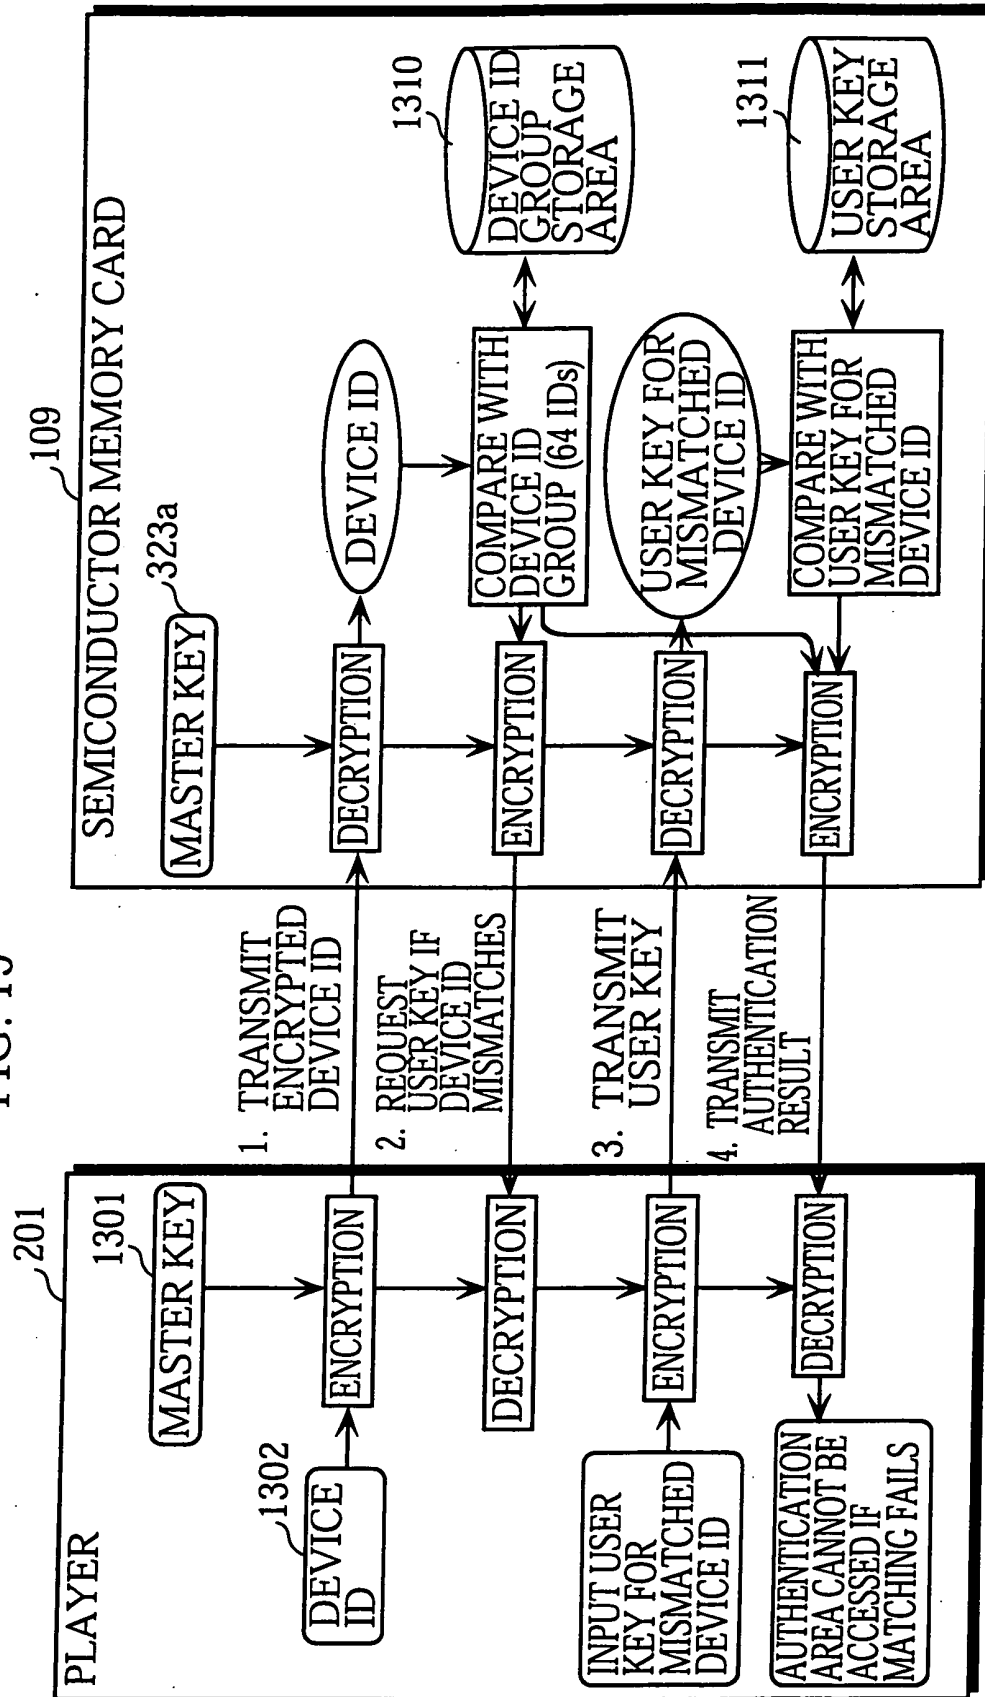 FIG. 15
PLAYER
201
MASTER KEY
1301
DEVICE
ID
1302
ENCRYPTION
DECRYPTION
INPUT USER
KEY FOR
MISMATCHED
DEVICE ID
ENCRYPTION
DECRYPTION
AUTHENTICATION
AREA CANNOT BE
ACCESSED IF
MATCHING FAILS
1. TRANSMIT
ENCRYPTED
DEVICE ID
2. REQUEST
USER KEY IF
DEVICE ID
MISMATCHES
3. TRANSMIT
USER KEY
4. TRANSMIT
AUTHENTICATION
RESULT
SEMICONDUCTOR MEMORY CARD
109
MASTER KEY
323a
DECRYPTION
DEVICE ID
ENCRYPTION
COMPARE WITH
DEVICE ID
GROUP (64 IDs)
1310
DEVICE ID
GROUP
STORAGE
AREA
DECRYPTION
USER KEY FOR
MISMATCHED
DEVICE ID
ENCRYPTION
COMPARE WITH
USER KEY FOR
MISMATCHED
DEVICE ID
1311
USER KEY
STORAGE
AREA